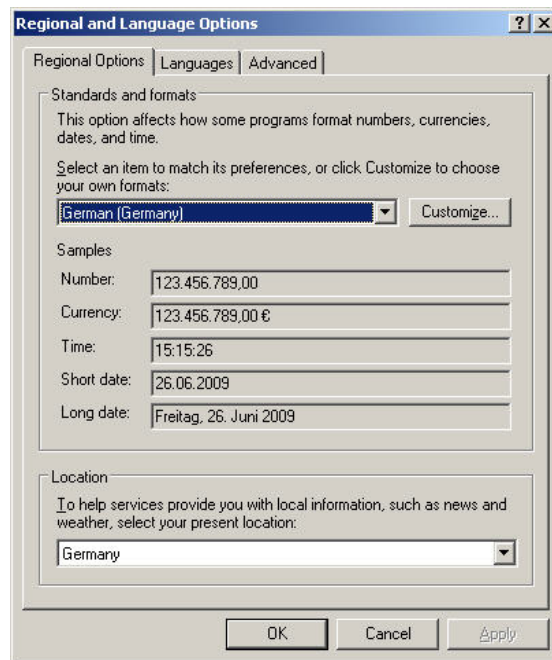 Regional and Language Options
Regional Options Languages Advanced
Standards and formats
This option affects how some programs format numbers, currencies,
dates, and time.
Select an item to match its preferences, or click Customize to choose
your own formats:
German (Germany) Customize...
Samples
Number: 123.456.789,00
Currency: 123.456.789,00 €
Time: 15:15:26
Short date: 26.06.2009
Long date: Freitag, 26. Juni 2009
Location
To help services provide you with local information, such as news and
weather, select your present location:
Germany
OK Cancel Apply